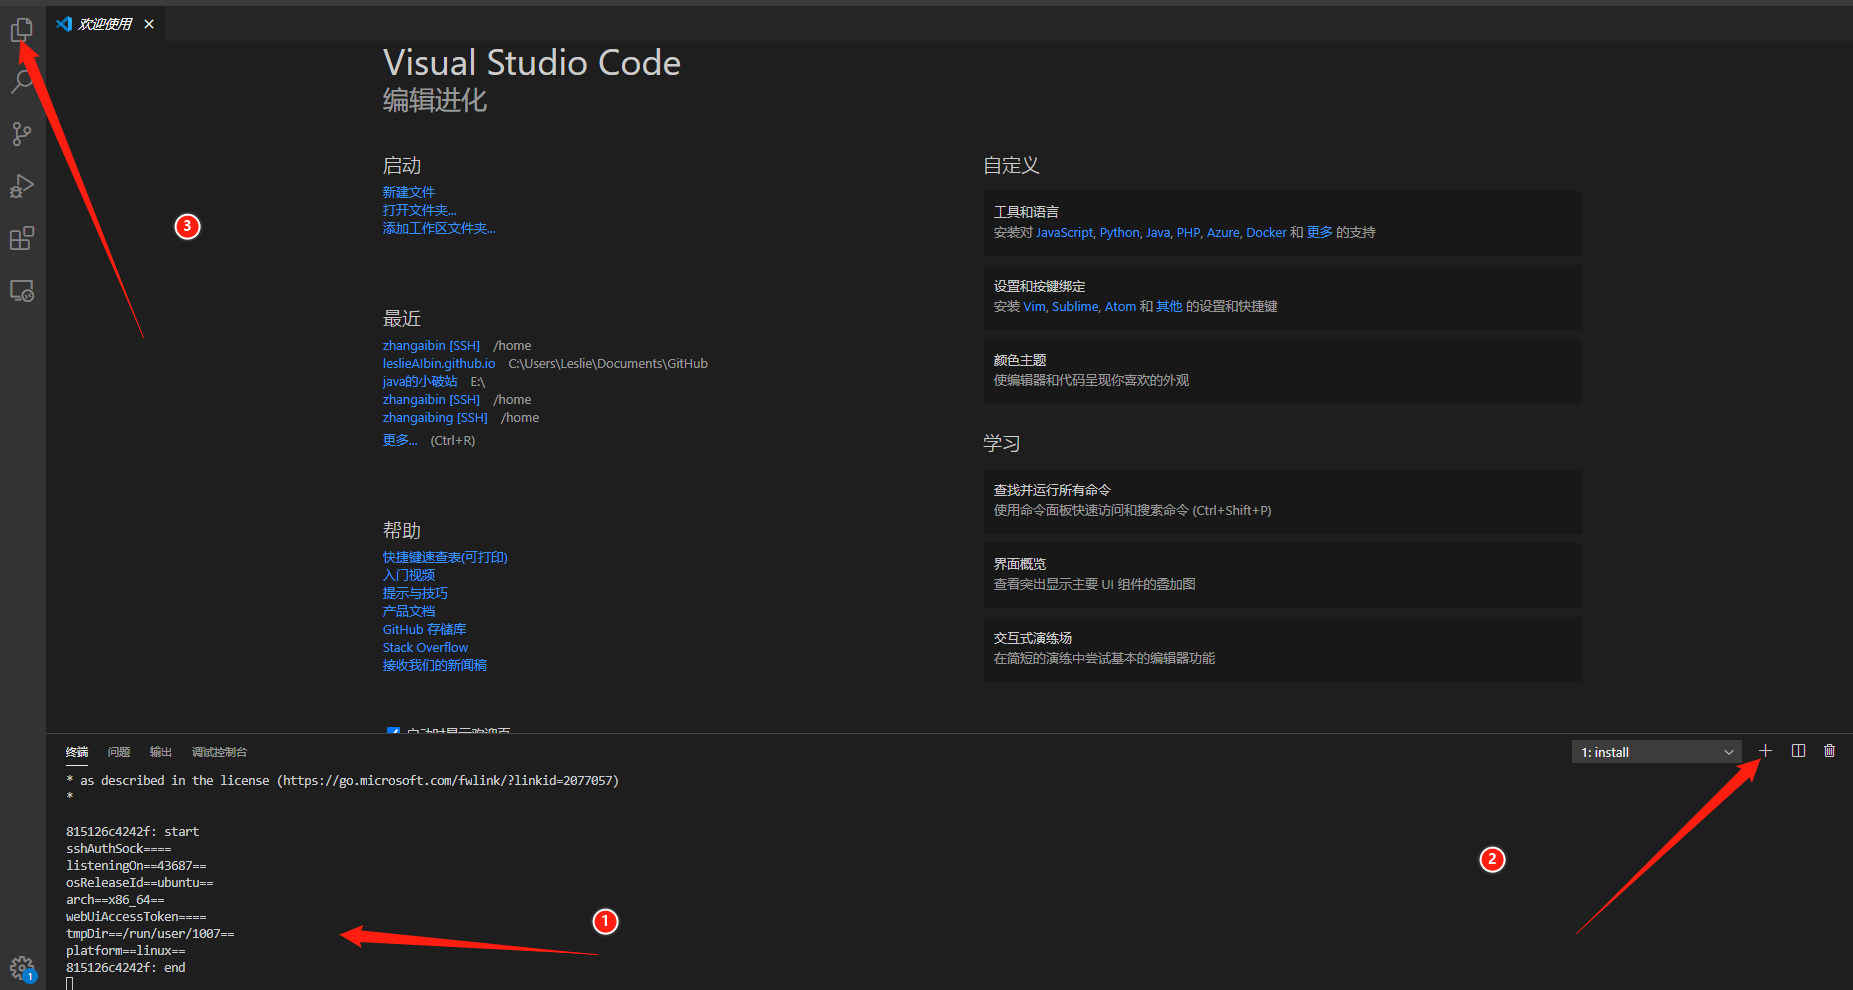 欢迎使用
Visual Studio Code
编辑进化
启动
新建文件
打开文件夹...
添加工作区文件夹...
3
最近
zhangaibin [SSH] /home
leslieAIbin.github.io C:\Users\Leslie\Documents\GitHub
java的小破站 E:\
zhangaibin [SSH] /home
zhangaibing [SSH] /home
更多... (Ctrl+R)
帮助
快捷键速查表(可打印)
入门视频
提示与技巧
产品文档
GitHub 存储库
Stack Overflow
接收我们的新闻稿
启动时显示欢迎页
自定义
工具和语言
安装对 JavaScript, Python, Java, PHP, Azure, Docker 和 更多 的支持
设置和按键绑定
安装 Vim, Sublime, Atom 和 其他 的设置和快捷键
颜色主题
使编辑器和代码呈现你喜欢的外观
学习
查找并运行所有命令
使用命令面板快速访问和搜索命令 (Ctrl+Shift+P)
界面概览
查看突出显示主要 UI 组件的叠加图
交互式演练场
在简短的演练中尝试基本的编辑器功能
终端 问题 输出 调试控制台
1: install
* as described in the license (https://go.microsoft.com/fwlink/?linkid=2077057)
*
815126c4242f: start
sshAuthSock====
listeningOn==43687==
osReleaseId==ubuntu==
arch==x86_64==
webUiAccessToken====
tmpDir==/run/user/1007==
platform==linux==
815126c4242f: end
1
2
1